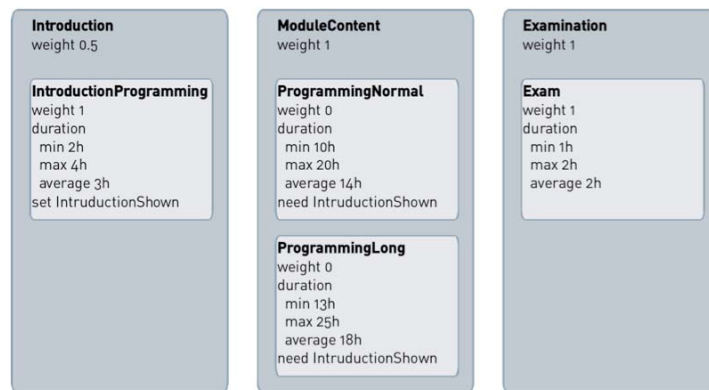 Introduction
weight 0.5
IntroductionProgramming
weight 1
duration
min 2h
max 4h
average 3h
set IntruductionShown
ModuleContent
weight 1
ProgrammingNormal
weight 0
duration
min 10h
max 20h
average 14h
need IntruductionShown
ProgrammingLong
weight 0
duration
min 13h
max 25h
average 18h
need IntruductionShown
Examination
weight 1
Exam
weight 1
duration
min 1h
max 2h
average 2h